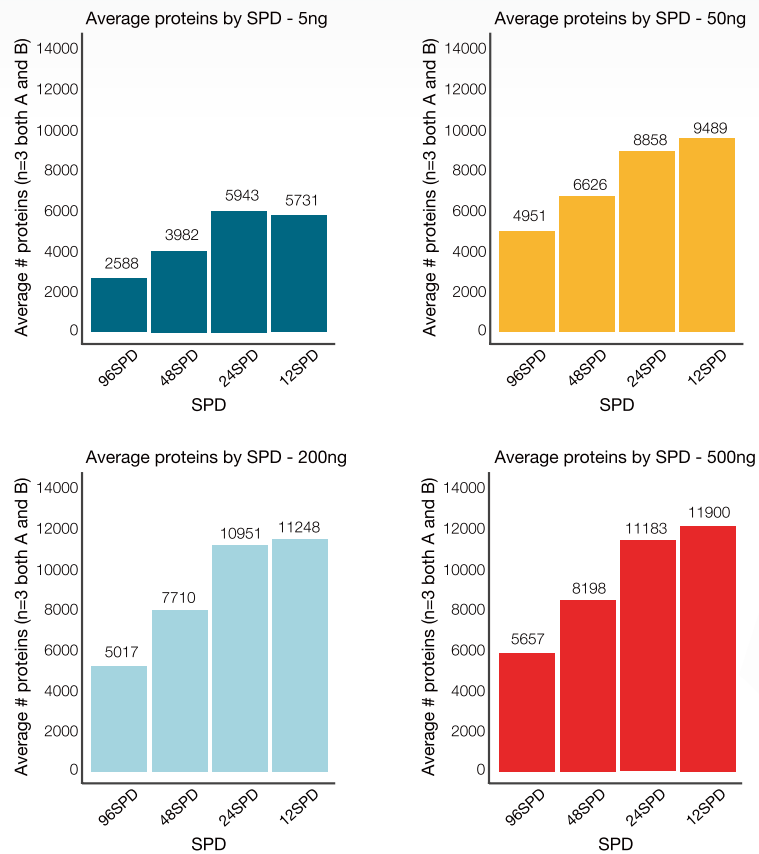 Average proteins by SPD - 5ng
Average # proteins (n=3 both A and B)
14000
12000
10000
8000
6000
4000
2000
0
2588
3982
5943
5731
96SPD
48SPD
24SPD
12SPD
SPD
Average proteins by SPD - 50ng
Average # proteins (n=3 both A and B)
14000
12000
10000
8000
6000
4000
2000
0
4951
6626
8858
9489
96SPD
48SPD
24SPD
12SPD
SPD
Average proteins by SPD - 200ng
Average # proteins (n=3 both A and B)
14000
12000
10000
8000
6000
4000
2000
0
5017
7710
10951
11248
96SPD
48SPD
24SPD
12SPD
SPD
Average proteins by SPD - 500ng
Average # proteins (n=3 both A and B)
14000
12000
10000
8000
6000
4000
2000
0
5657
8198
11183
11900
96SPD
48SPD
24SPD
12SPD
SPD